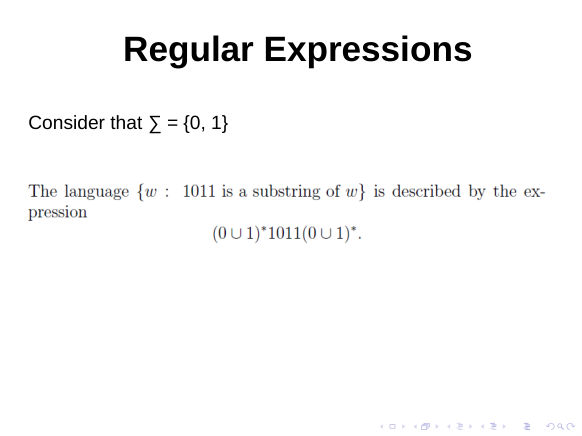 Regular Expressions
Consider that ∑ = {0, 1}
The language {w : 1011 is a substring of w} is described by the ex-
pression
(0 ∪ 1)*1011(0 ∪ 1)*.